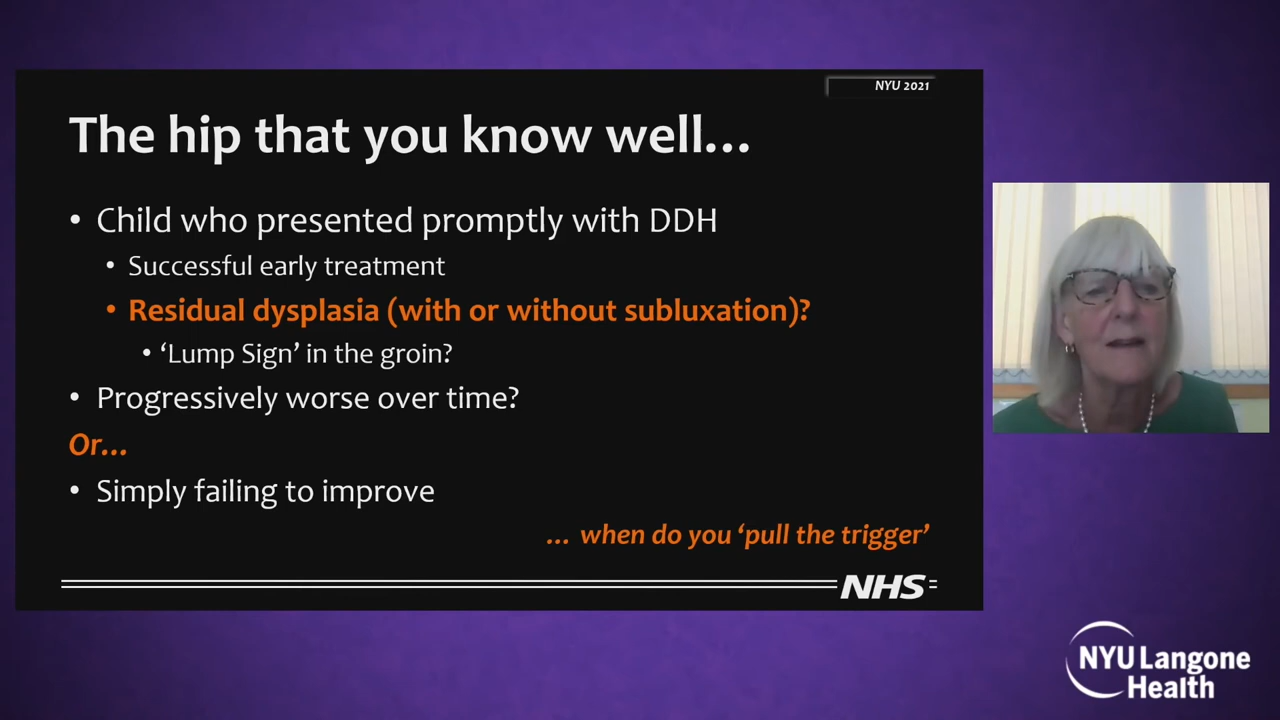 NYU 2021
The hip that you know well...
• Child who presented promptly with DDH
• Successful early treatment
• Residual dysplasia (with or without subluxation)?
• ‘Lump Sign’ in the groin?
• Progressively worse over time?
Or...
• Simply failing to improve
... when do you ‘pull the trigger’
NHS
NYU Langone
Health